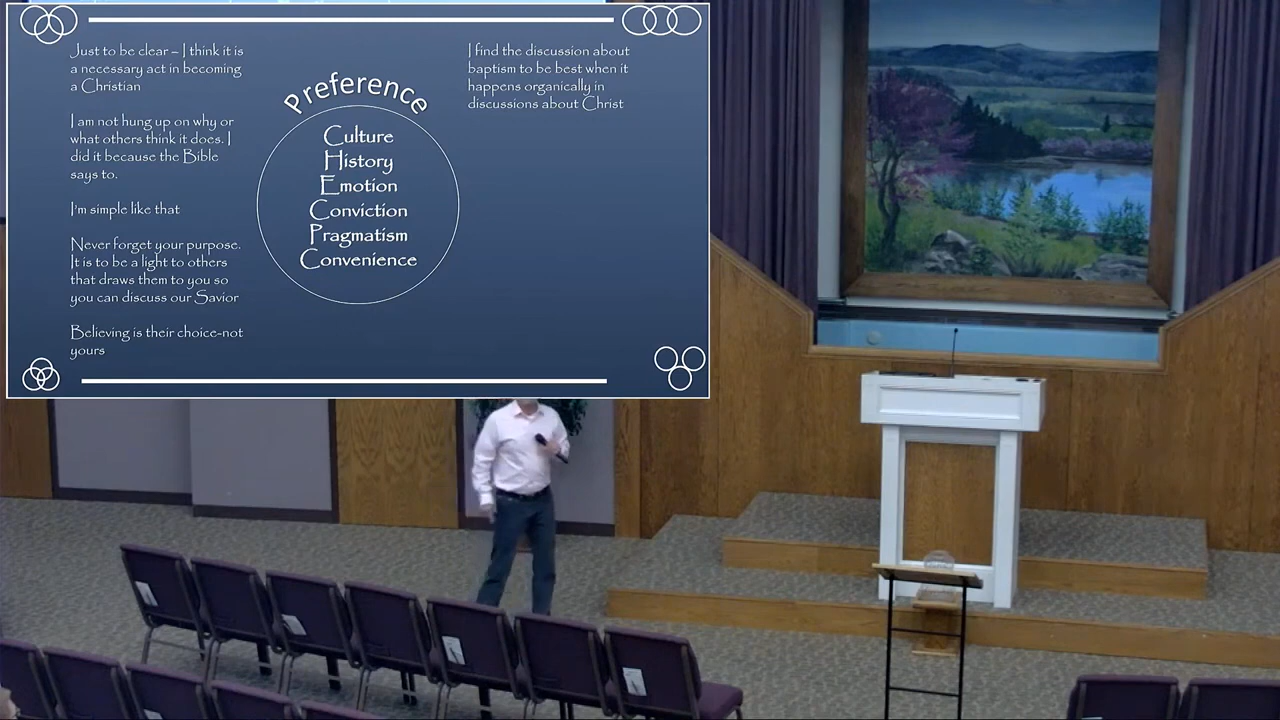 Just to be clear – I think it is
a necessary act in becoming
a Christian
I am not hung up on why or
what others think it does. I
did it because the Bible
says to.
I'm simple like that
Never forget your purpose.
It is to be a light to others
that draws them to you so
you can discuss our Savior
Believing is their choice-not
yours
Preference
Culture
History
Emotion
Conviction
Pragmatism
Convenience
I find the discussion about
baptism to be best when it
happens organically in
discussions about Christ